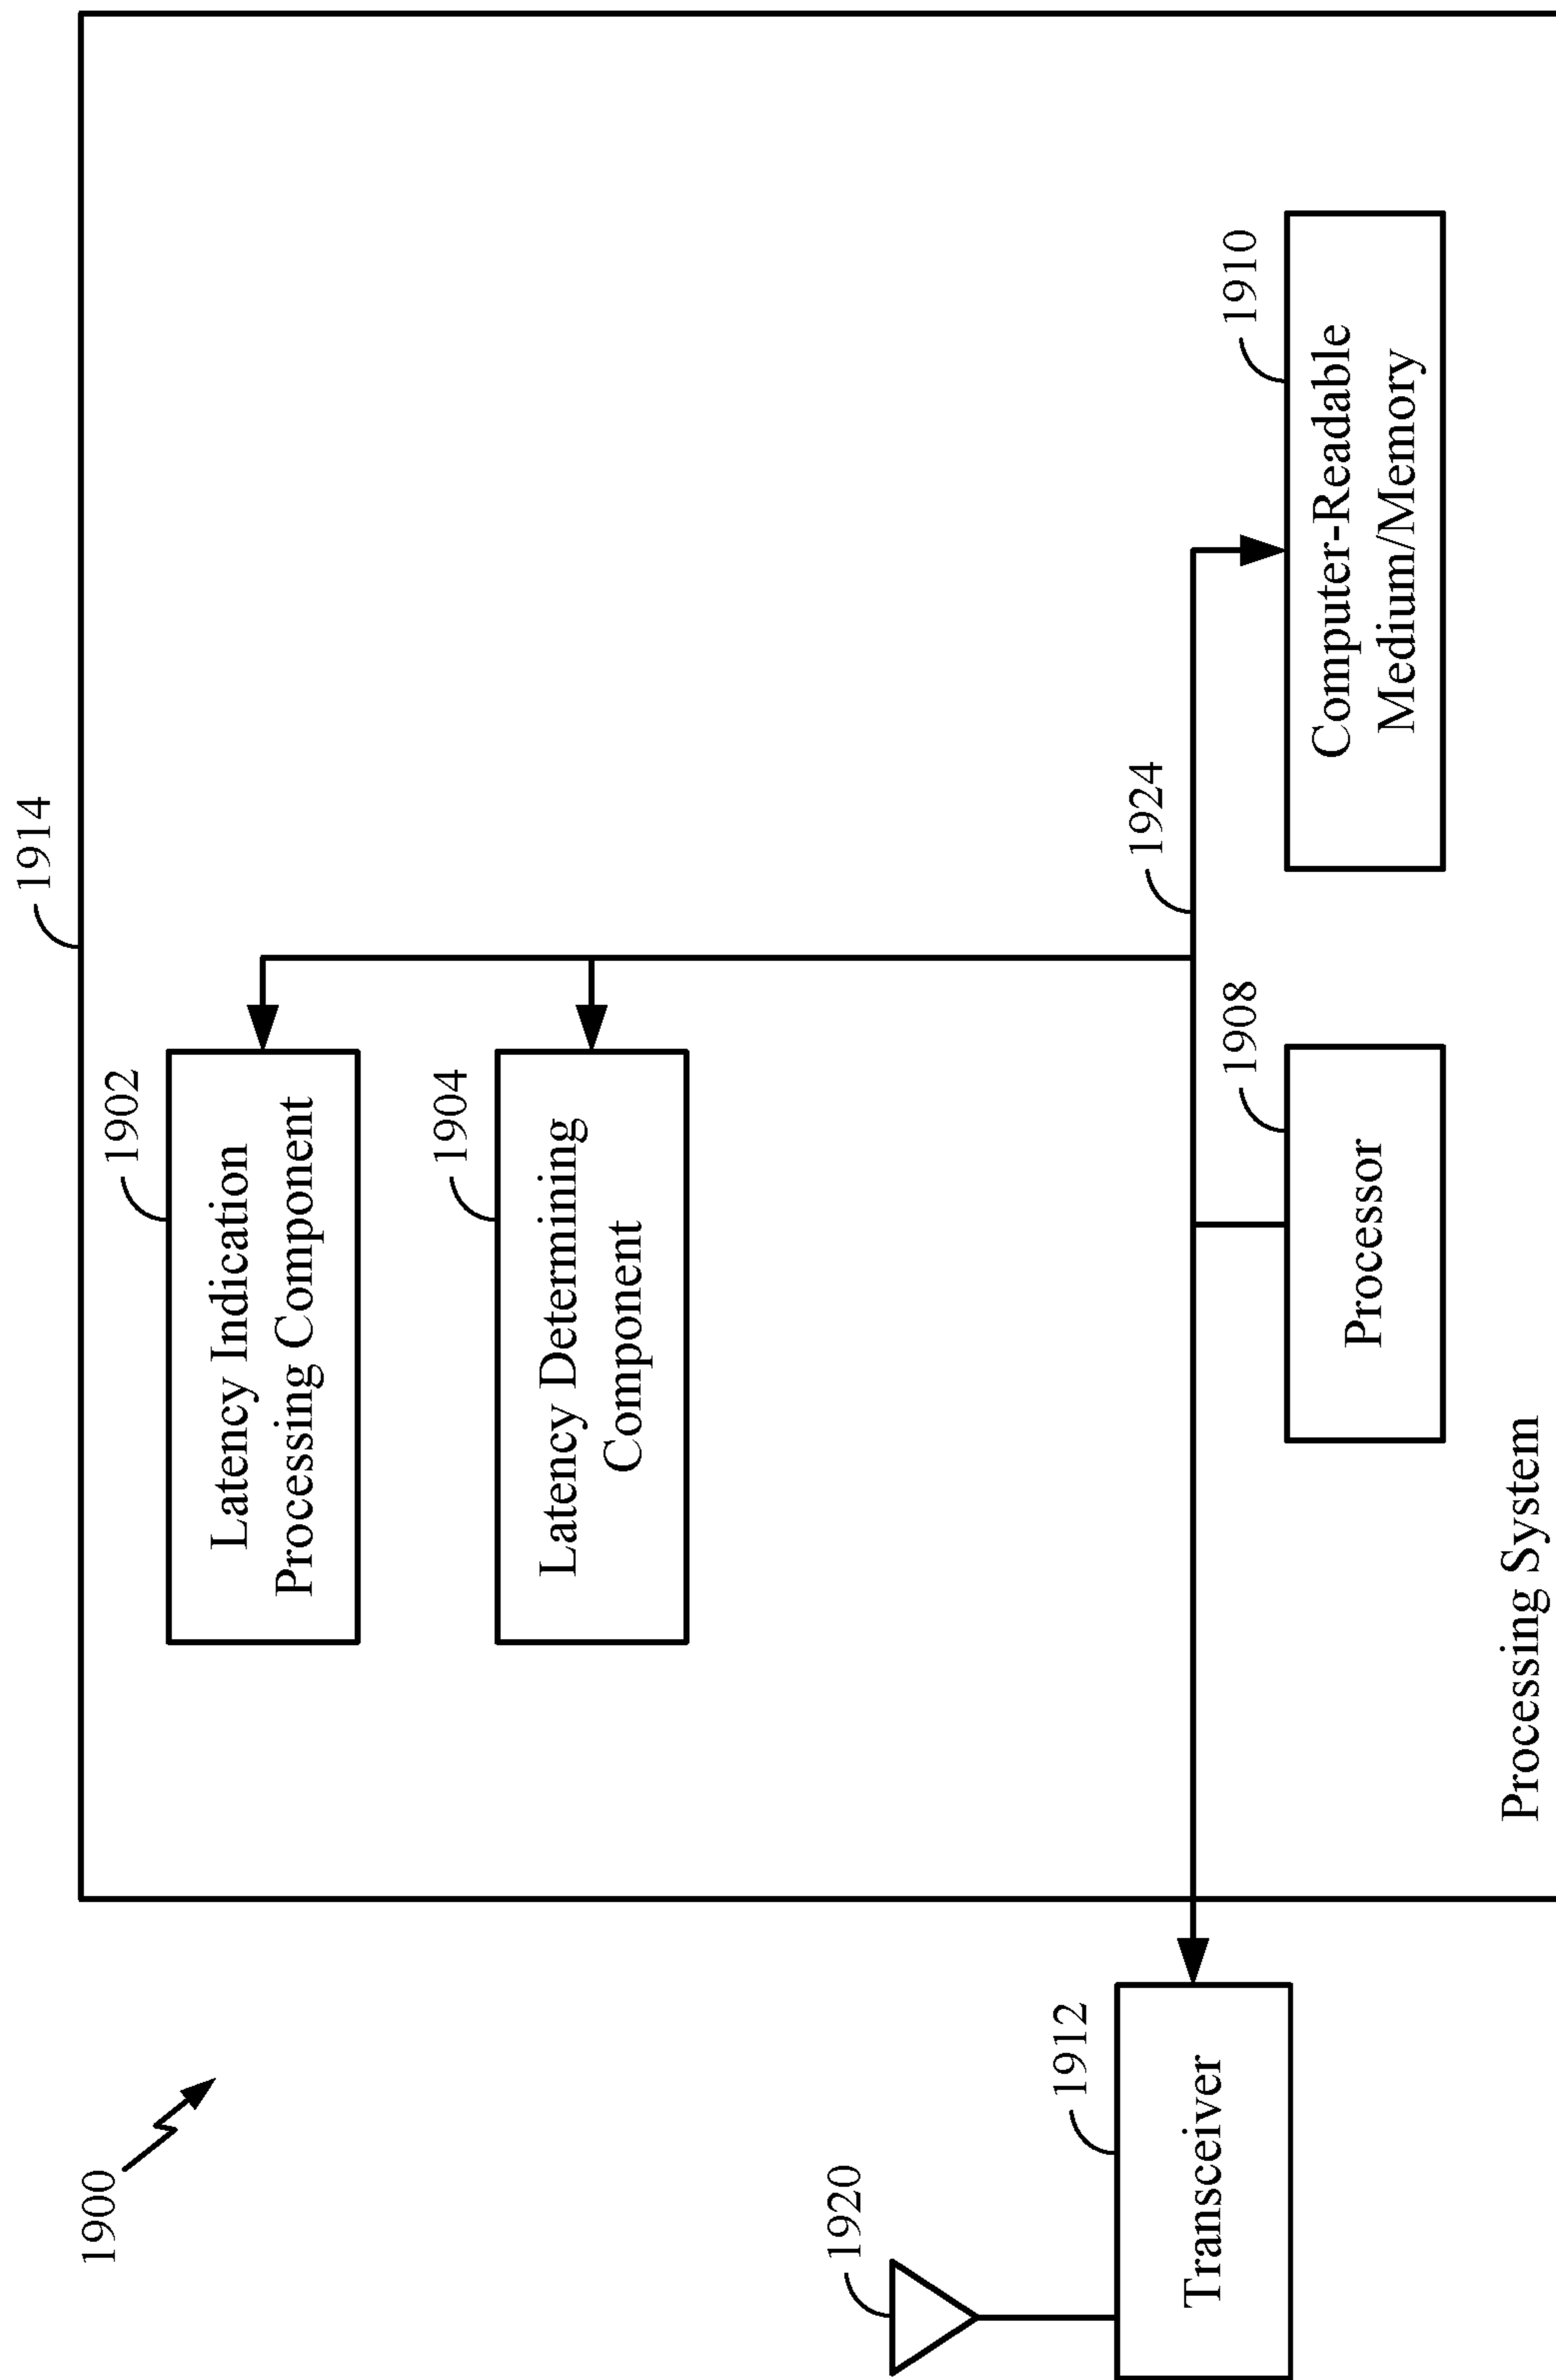 1900
1914
1902
Latency Indication
Processing Component
1904
Latency Determining
Component
1920
1912
Transceiver
1924
1908
Processor
1910
Computer-Readable
Medium/Memory
Processing System